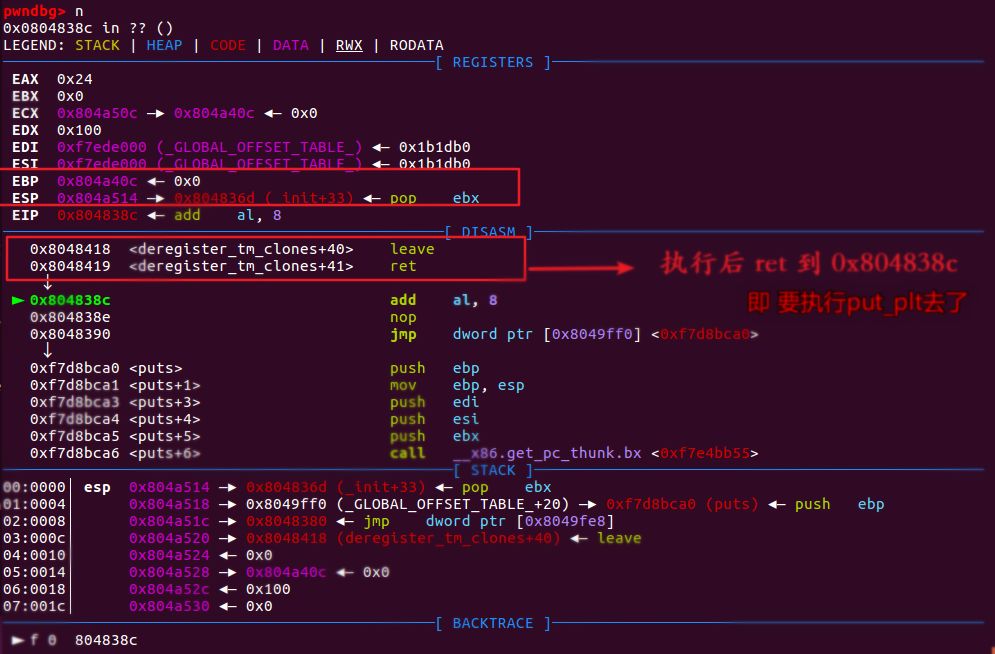 pwndbg> n
0x0804838c in ?? ()
LEGEND: STACK | HEAP | CODE | DATA | RWX | RODATA
[ REGISTERS ]
EAX 0x24
EBX 0x0
ECX 0x804a50c —▸ 0x804a40c ◂— 0x0
EDX 0x100
EDI 0xf7ede000 (_GLOBAL_OFFSET_TABLE_) ◂— 0x1b1db0
ESI 0xf7ede000 (_GLOBAL_OFFSET_TABLE_) ◂— 0x1b1db0
EBP 0x804a40c ◂— 0x0
ESP 0x804a514 —▸ 0x804836d (_init+33) ◂— pop ebx
EIP 0x804838c ◂— add al, 8
[ DISASM ]
0x8048418 <deregister_tm_clones+40> leave
0x8048419 <deregister_tm_clones+41> ret
执行后 ret 到 0x804838c
↓
► 0x804838c add al, 8
即 要执行put_plt去了
0x804838e nop
0x8048390 jmp dword ptr [0x8049ff0] <0xf7d8bca0>
↓
0xf7d8bca0 <puts> push ebp
0xf7d8bca1 <puts+1> mov ebp, esp
0xf7d8bca3 <puts+3> push edi
0xf7d8bca4 <puts+4> push esi
0xf7d8bca5 <puts+5> push ebx
0xf7d8bca6 <puts+6> call __x86.get_pc_thunk.bx <0xf7e4bb55>
[ STACK ]
00:0000│ esp 0x804a514 —▸ 0x804836d (_init+33) ◂— pop ebx
01:0004│ 0x804a518 —▸ 0x8049ff0 (_GLOBAL_OFFSET_TABLE_+20) —▸ 0xf7d8bca0 (puts) ◂— push ebp
02:0008│ 0x804a51c —▸ 0x8048380 ◂— jmp dword ptr [0x8049fe8]
03:000c│ 0x804a520 —▸ 0x8048418 (deregister_tm_clones+40) ◂— leave
04:0010│ 0x804a524 ◂— 0x0
05:0014│ 0x804a528 —▸ 0x804a40c ◂— 0x0
06:0018│ 0x804a52c ◂— 0x100
07:001c│ 0x804a530 ◂— 0x0
[ BACKTRACE ]
► f 0 804838c